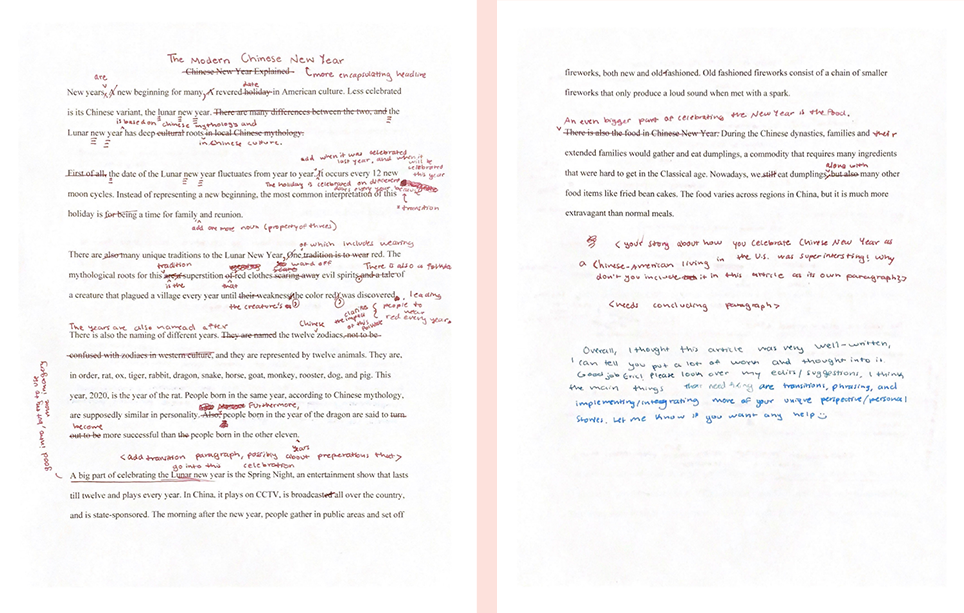 The Modern Chinese New Year
Chinese New Year Explained
more encapsulating headline
are
date
New years, A new beginning for many, A revered holiday in American culture. Less celebrated
is its Chinese variant, the lunar new year. There are many differences between the two, and the
is based on chinese mythology and
Lunar new year has deep cultural roots in local Chinese mythology.
in Chinese culture.
add when it was celebrated
last year, and when it
will be
celebrated
this year
First of all, the date of the Lunar new year fluctuates from year to year. It occurs every 12 new
The holiday is celebrated on different
moon cycles. Instead of representing a new beginning, the most common interpretation of this
transition
holiday is for being a time for family and reunion.
add one more noun (property of threes)
of which includes wearing
There are also many unique traditions to the Lunar New Year, One tradition is to wear red. The
tradition
ward off
There is also a
mythological roots for this are superstition of red clothes scaring away evil spirits and a tale of
is the
that
a creature that plagued a village every year until their weakness the color red was discovered, leading
the creature's
people to
wear
red every year.
The years are also named after
Chinese
There is also the naming of different years. They are named the twelve zodiacs, not to be
confused with zodiacs in western culture, and they are represented by twelve animals. They are,
in order, rat, ox, tiger, rabbit, dragon, snake, horse, goat, monkey, rooster, dog, and pig. This
year, 2020, is the year of the rat. People born in the same year, according to Chinese mythology,
Furthermore,
are supposedly similar in personality. Also, people born in the year of the dragon are said to turn
become
out to be more successful than the people born in the other eleven.
years
<add transition paragraph, possibly about preparations that>
go into this celebration
good intro, but try to use
more imagery
A big part of celebrating the Lunar new year is the Spring Night, an entertainment show that lasts
till twelve and plays every year. In China, it plays on CCTV, is broadcasted all over the country,
and is state-sponsored. The morning after the new year, people gather in public areas and set off
fireworks, both new and old-fashioned. Old fashioned fireworks consist of a chain of smaller
fireworks that only produce a loud sound when met with a spark.
An even bigger part of celebrating the New Year is the food.
There is also the food in Chinese New Year. During the Chinese dynasties, families and their
extended families would gather and eat dumplings, a commodity that requires many ingredients
along with
that were hard to get in the Classical age. Nowadays, we still eat dumplings but also many other
food items like fried bean cakes. The food varies across regions in China, but it is much more
extravagant than normal meals.
<your story about how you celebrate Chinese New Year as
a Chinese-American living in the U.S. was super interesting! Why
don't you include it in this article as its own paragraph?>
<needs concluding paragraph>
Overall, I thought this article was very well-written,
I can tell you put a lot of work and thought into it.
Good job Eric! Please look over my edits/suggestions, I think,
the main things that need fixing are transitions, phrasing, and
implementing/integrating more of your unique perspective/personal
stories. Let me know if you want any help